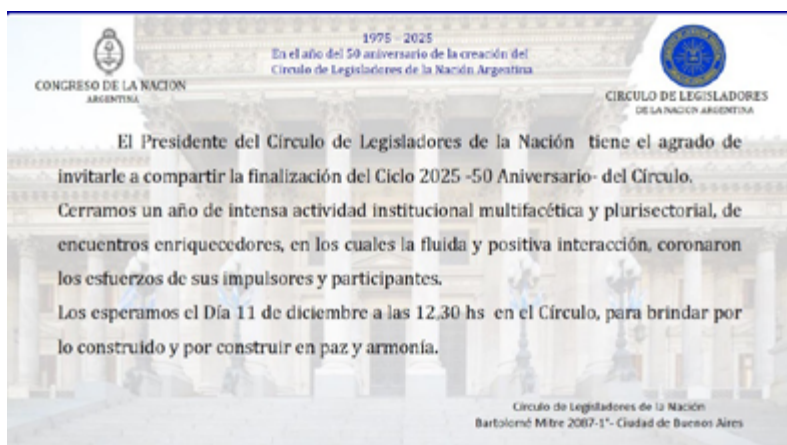 1975 - 2025
En el año del 50 aniversario de la creación del
Círculo de Legisladores de la Nación Argentina
CONGRESO DE LA NACION
ARGENTINA
CIRCULO DE LEGISLADORES
DE LA NACION ARGENTINA
El Presidente del Círculo de Legisladores de la Nación tiene el agrado de
invitarle a compartir la finalización del Ciclo 2025 -50 Aniversario- del Círculo.
Cerramos un año de intensa actividad institucional multifacética y plurisectorial, de
encuentros enriquecedores, en los cuales la fluida y positiva interacción, coronaron
los esfuerzos de sus impulsores y participantes.
Los esperamos el Día 11 de diciembre a las 12,30 hs en el Círculo, para brindar por
lo construido y por construir en paz y armonía.
Círculo de Legisladores de la Nación
Bartolomé Mitre 2087-1°- Ciudad de Buenos Aires